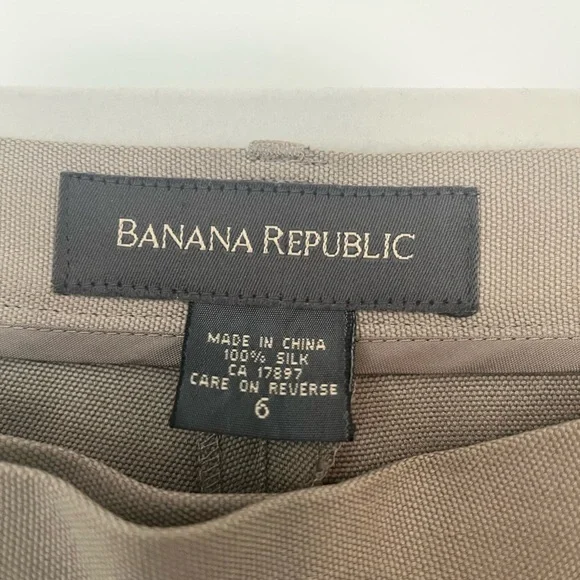 BANANA REPUBLIC
MADE IN CHINA
100% SILK
CA 17897
CARE ON REVERSE
6